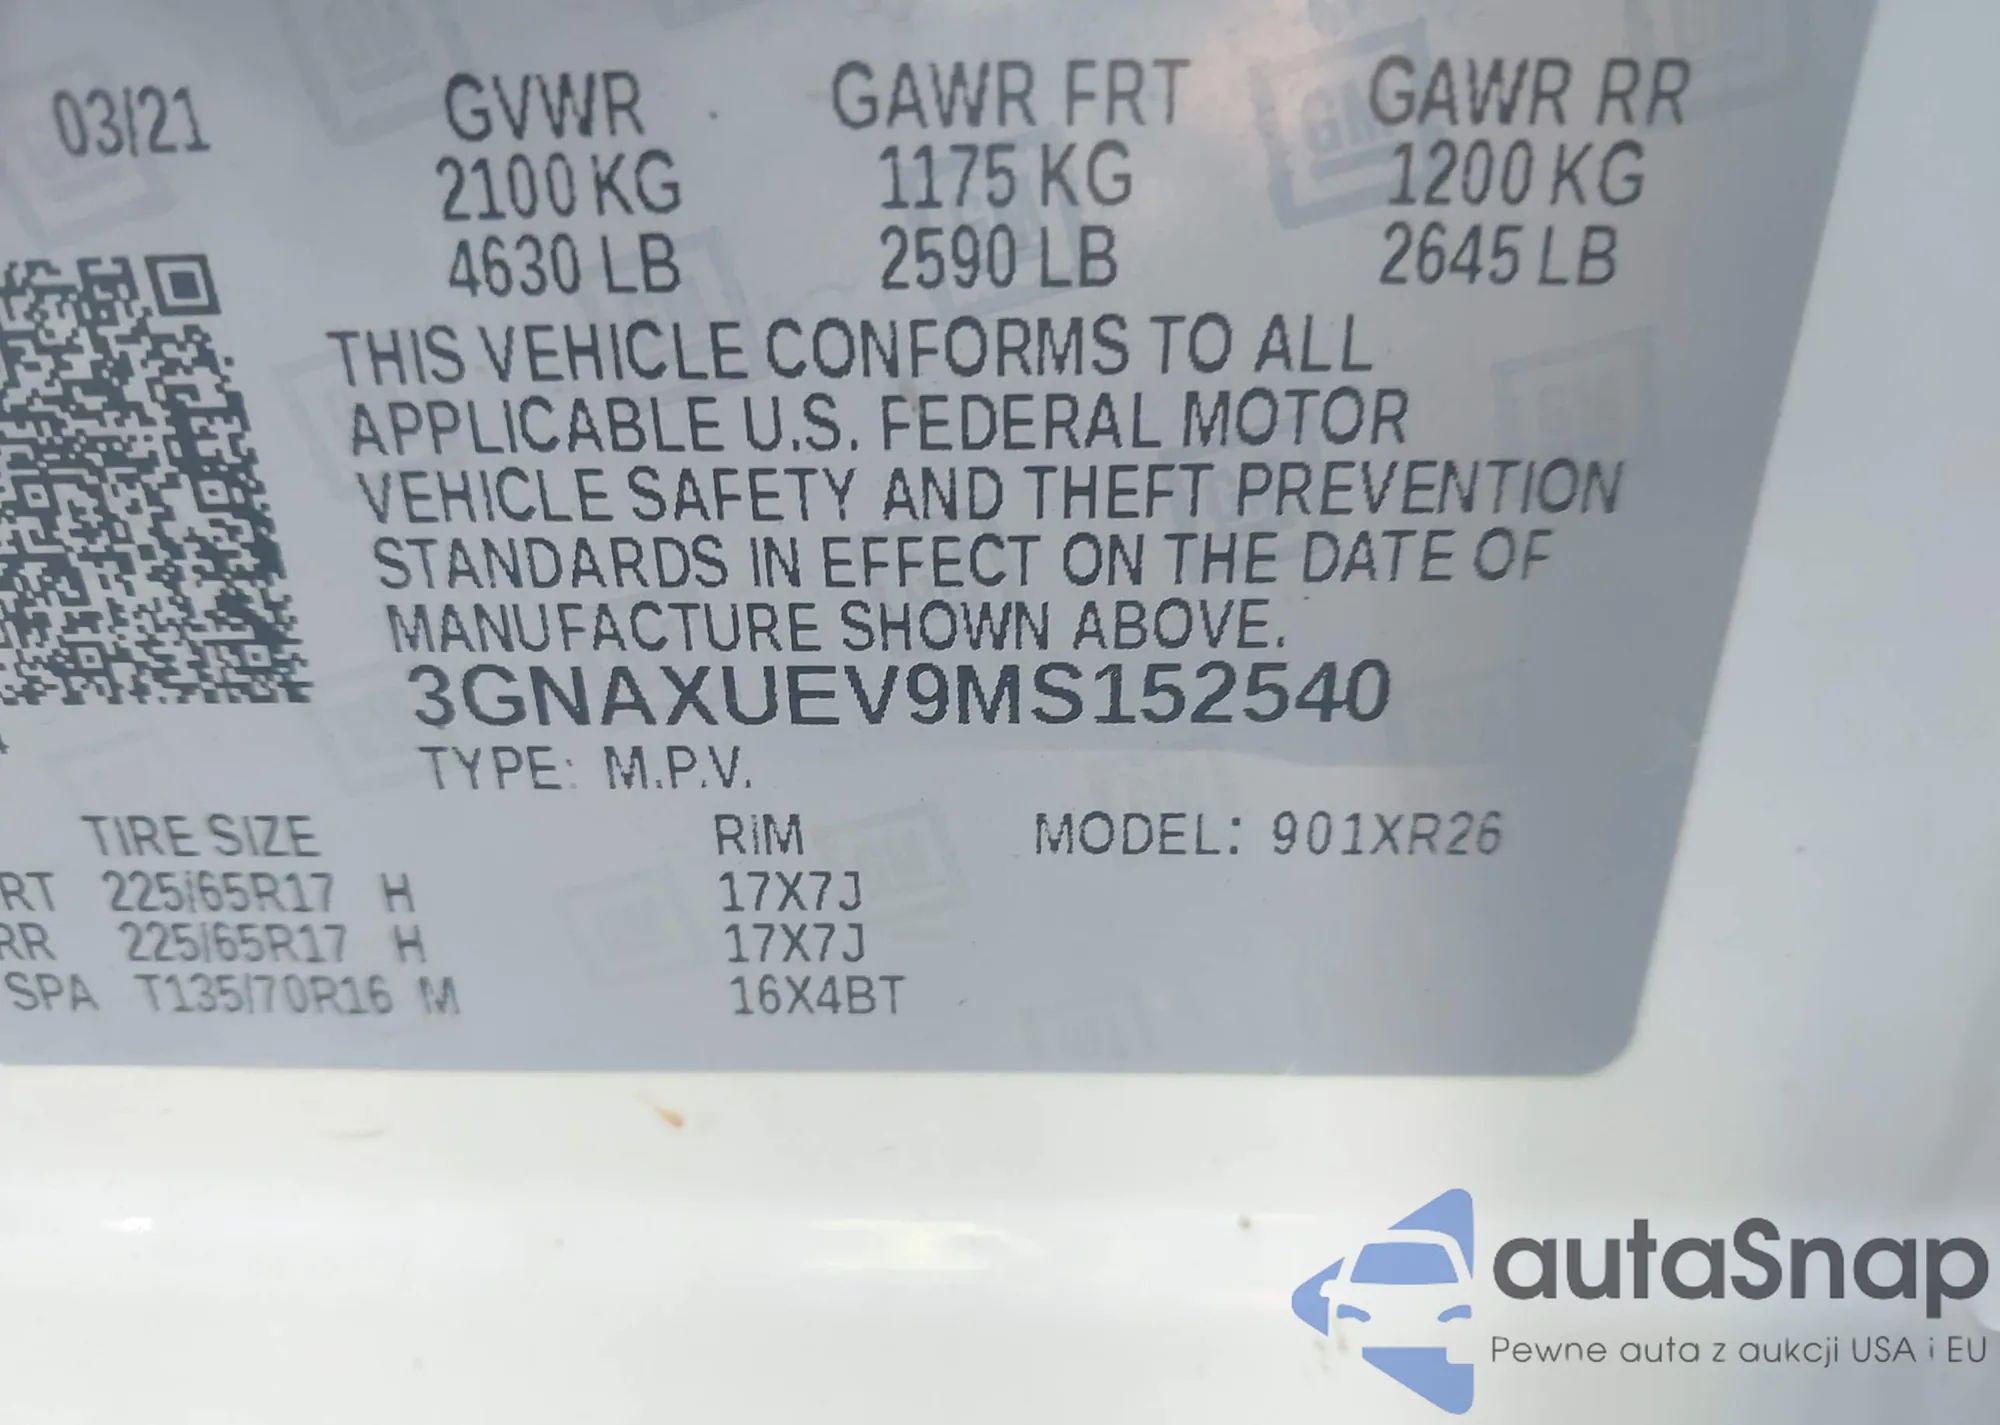 03/21 GVWR GAWR FRT GAWR RR
2100 KG 1175 KG 1200 KG
4630 LB 2590 LB 2645 LB
THIS VEHICLE CONFORMS TO ALL
APPLICABLE U.S. FEDERAL MOTOR
VEHICLE SAFETY AND THEFT PREVENTION
STANDARDS IN EFFECT ON THE DATE OF
MANUFACTURE SHOWN ABOVE.
3GNAXUEV9MS152540
TYPE: M.P.V.
TIRE SIZE RIM MODEL: 901XR26
RT 225/65R17 H 17X7J
RR 225/65R17 H 17X7J
SPA T135/70R16 M 16X4BT
autaSnap
Pewne auta z aukcji USA i EU